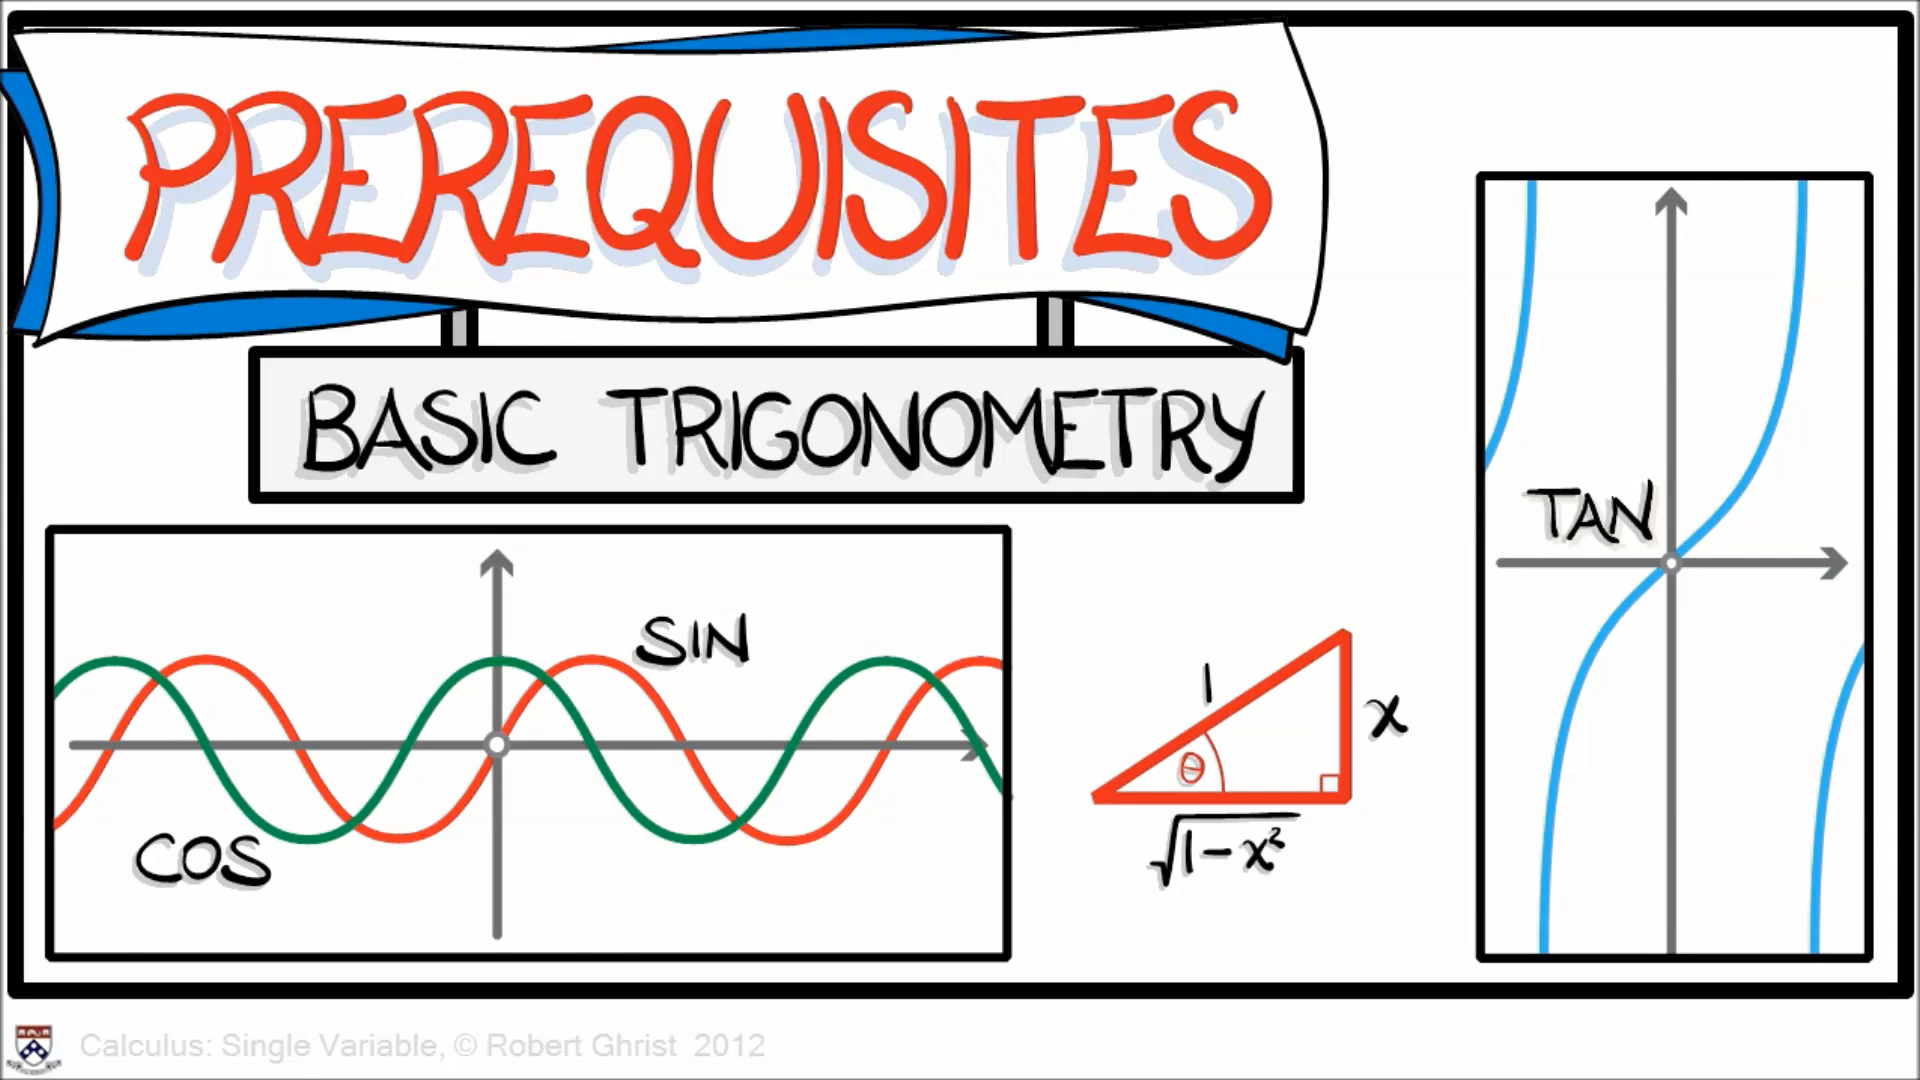 PREREQUISITES
BASIC TRIGONOMETRY
TAN
SIN
COS
1
x
θ
√1-x²
Calculus: Single Variable, © Robert Ghrist 2012